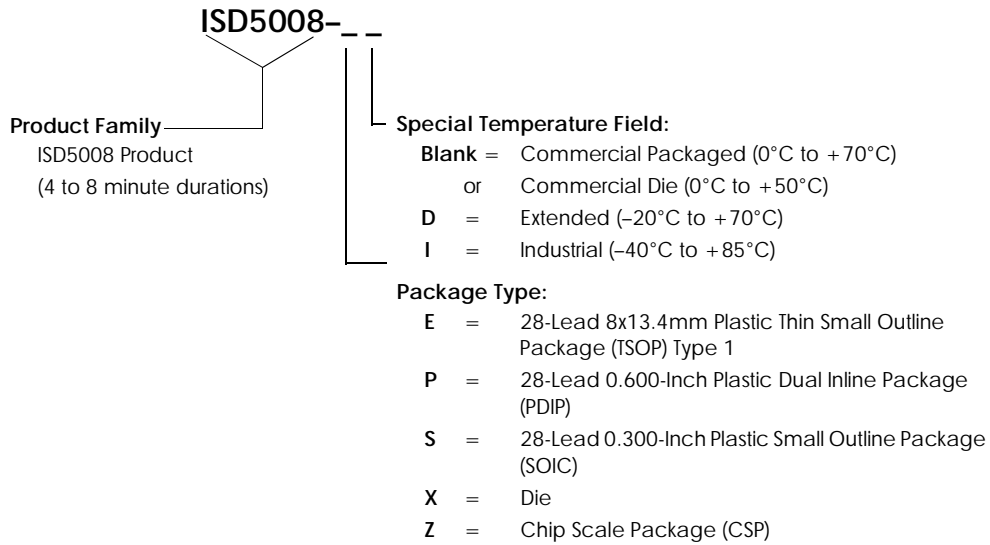 ISD5008–_ _
Product Family
ISD5008 Product
(4 to 8 minute durations)
Special Temperature Field:
Blank = Commercial Packaged (0°C to +70°C)
or Commercial Die (0°C to +50°C)
D = Extended (–20°C to +70°C)
I = Industrial (–40°C to +85°C)
Package Type:
E = 28-Lead 8x13.4mm Plastic Thin Small Outline
Package (TSOP) Type 1
P = 28-Lead 0.600-Inch Plastic Dual Inline Package
(PDIP)
S = 28-Lead 0.300-Inch Plastic Small Outline Package
(SOIC)
X = Die
Z = Chip Scale Package (CSP)